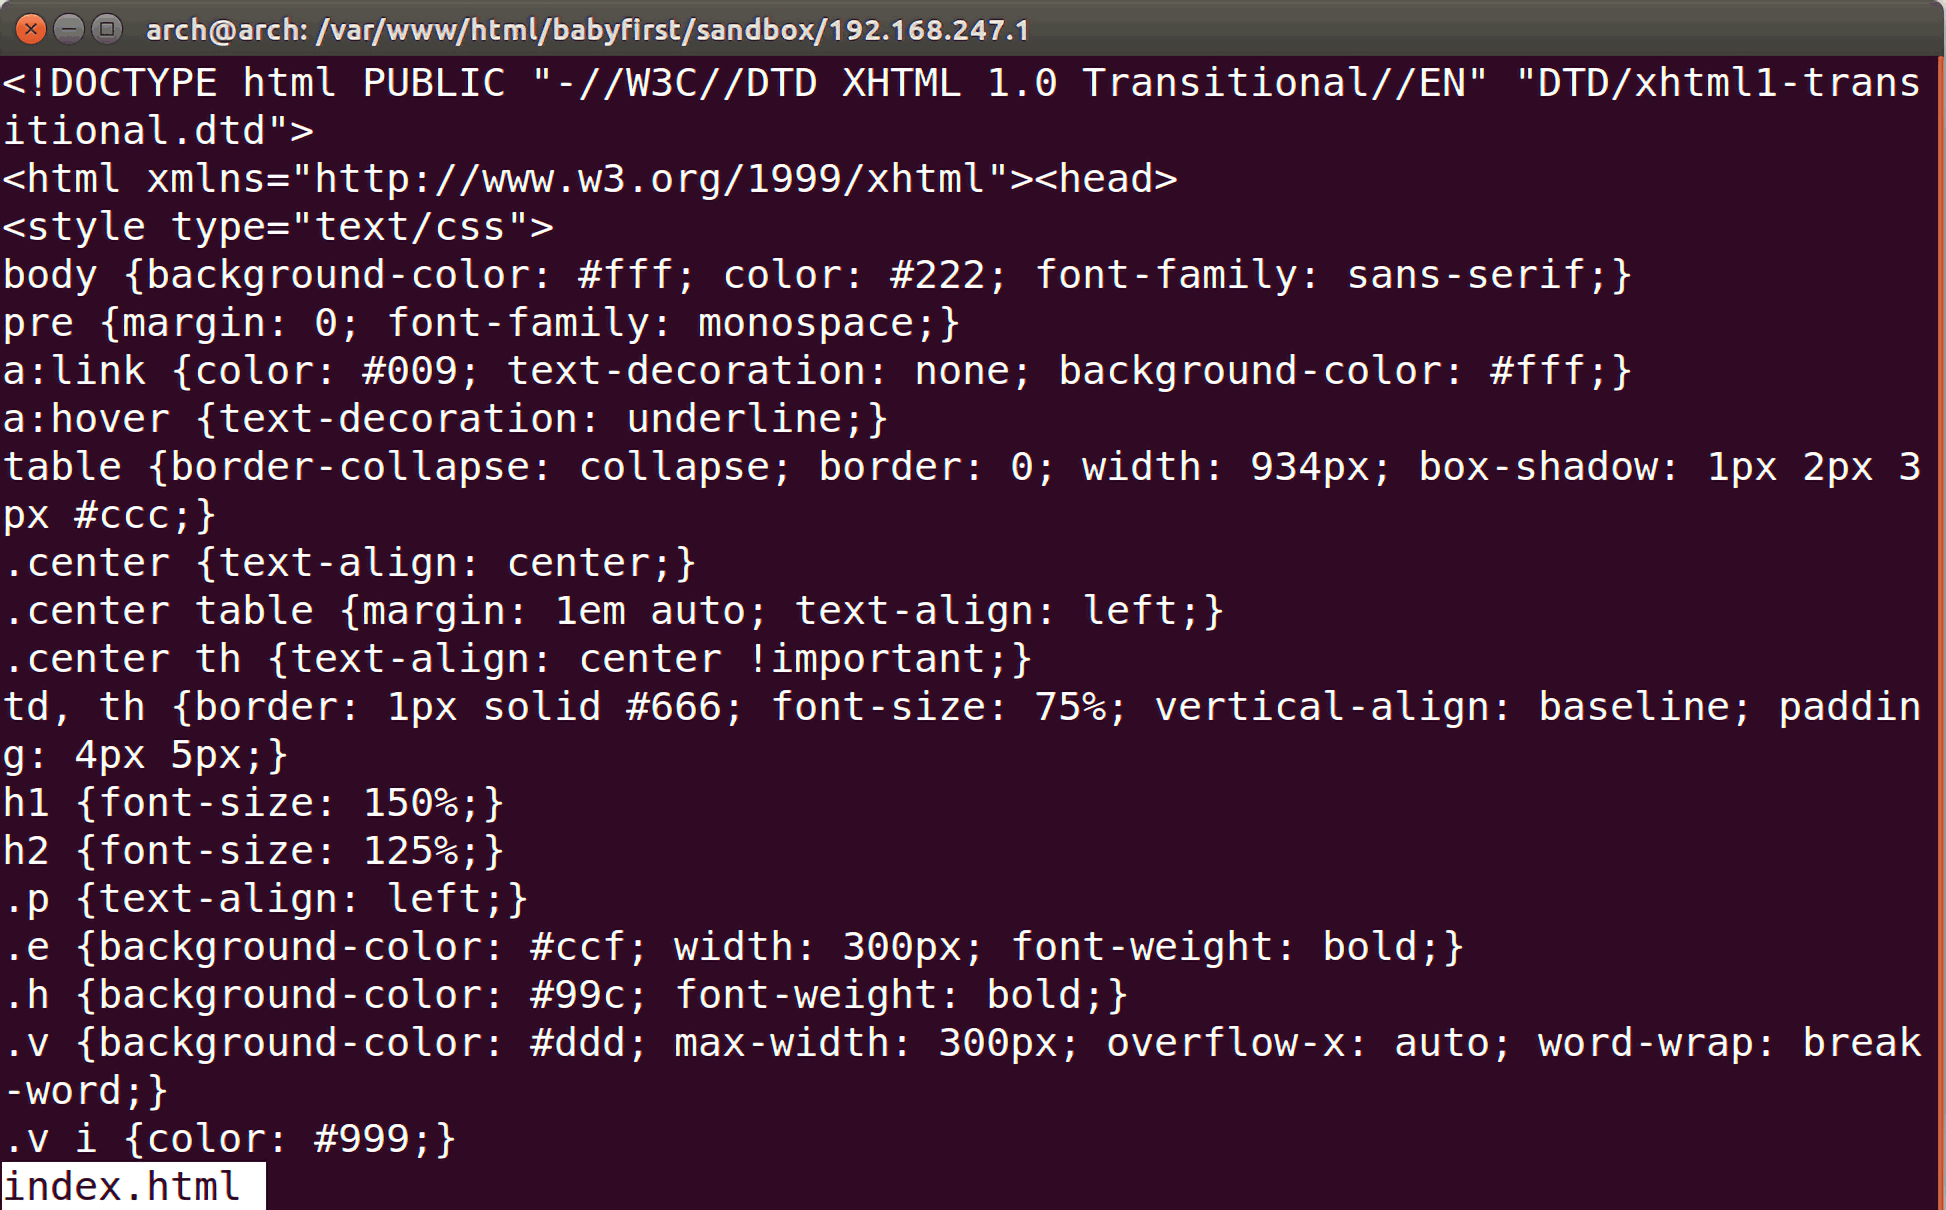 arch@arch: /var/www/html/babyfirst/sandbox/192.168.247.1
<!DOCTYPE html PUBLIC "-//W3C//DTD XHTML 1.0 Transitional//EN" "DTD/xhtml1-trans
itional.dtd">
<html xmlns="http://www.w3.org/1999/xhtml"><head>
<style type="text/css">
body {background-color: #fff; color: #222; font-family: sans-serif;}
pre {margin: 0; font-family: monospace;}
a:link {color: #009; text-decoration: none; background-color: #fff;}
a:hover {text-decoration: underline;}
table {border-collapse: collapse; border: 0; width: 934px; box-shadow: 1px 2px 3
px #ccc;}
.center {text-align: center;}
.center table {margin: 1em auto; text-align: left;}
.center th {text-align: center !important;}
td, th {border: 1px solid #666; font-size: 75%; vertical-align: baseline; paddin
g: 4px 5px;}
h1 {font-size: 150%;}
h2 {font-size: 125%;}
.p {text-align: left;}
.e {background-color: #ccf; width: 300px; font-weight: bold;}
.h {background-color: #99c; font-weight: bold;}
.v {background-color: #ddd; max-width: 300px; overflow-x: auto; word-wrap: break
-word;}
.v i {color: #999;}
index.html